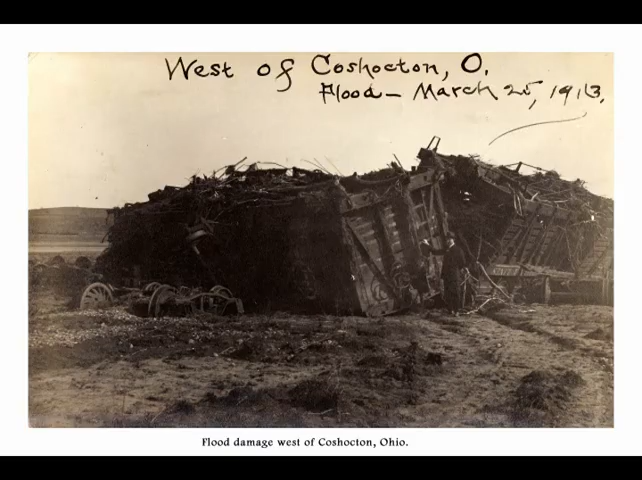 West of Coshocton, O.
Flood - March 25, 1913.
Flood damage west of Coshocton, Ohio.